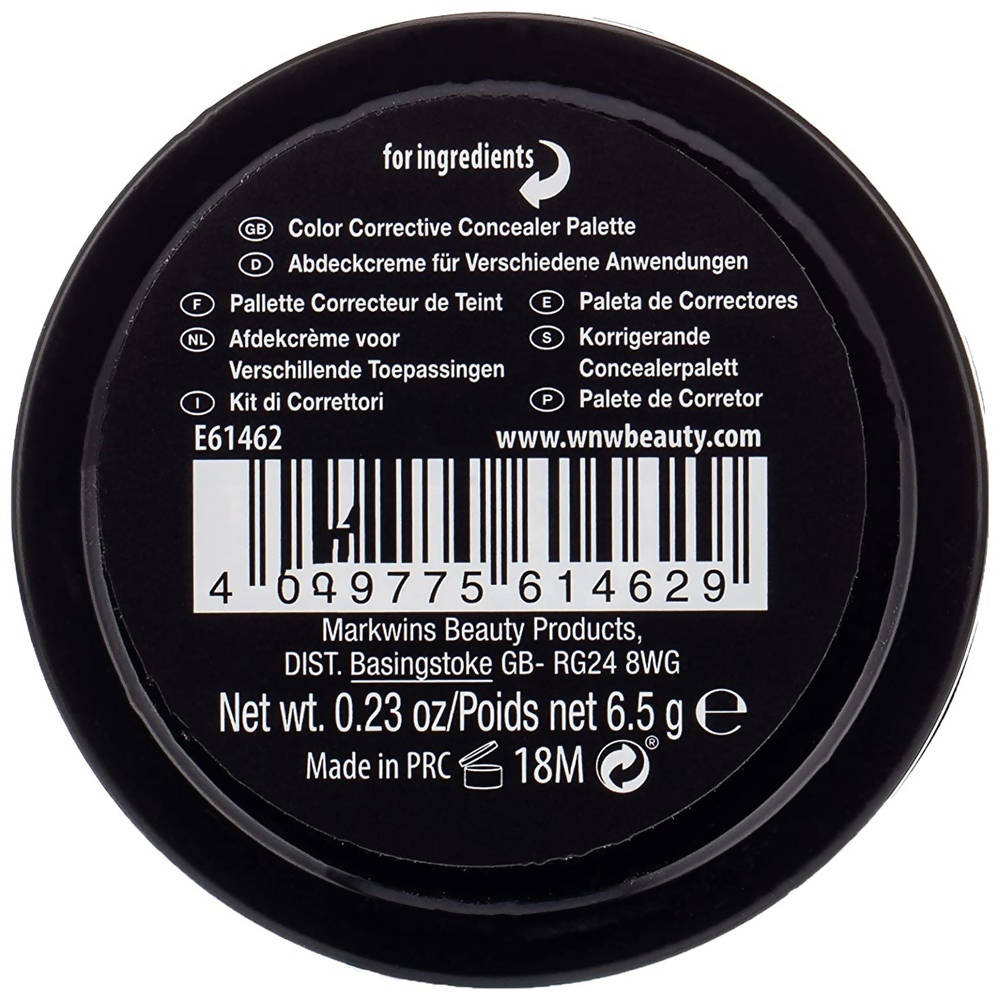 for ingredients
GB Color Corrective Concealer Palette
D Abdeckcreme für Verschiedene Anwendungen
F Pallette Correcteur de Teint
E Paleta de Correctores
NL Afdekcrème voor
Verschillende Toepassingen
S Korrigerande
Concealerpalett
I Kit di Correttori
P Palete de Corretor
E61462
www.wnwbeauty.com
4 049775 614629
Markwins Beauty Products,
DIST. Basingstoke GB- RG24 8WG
Net wt. 0.23 oz/Poids net 6.5 g e
Made in PRC 18M ®